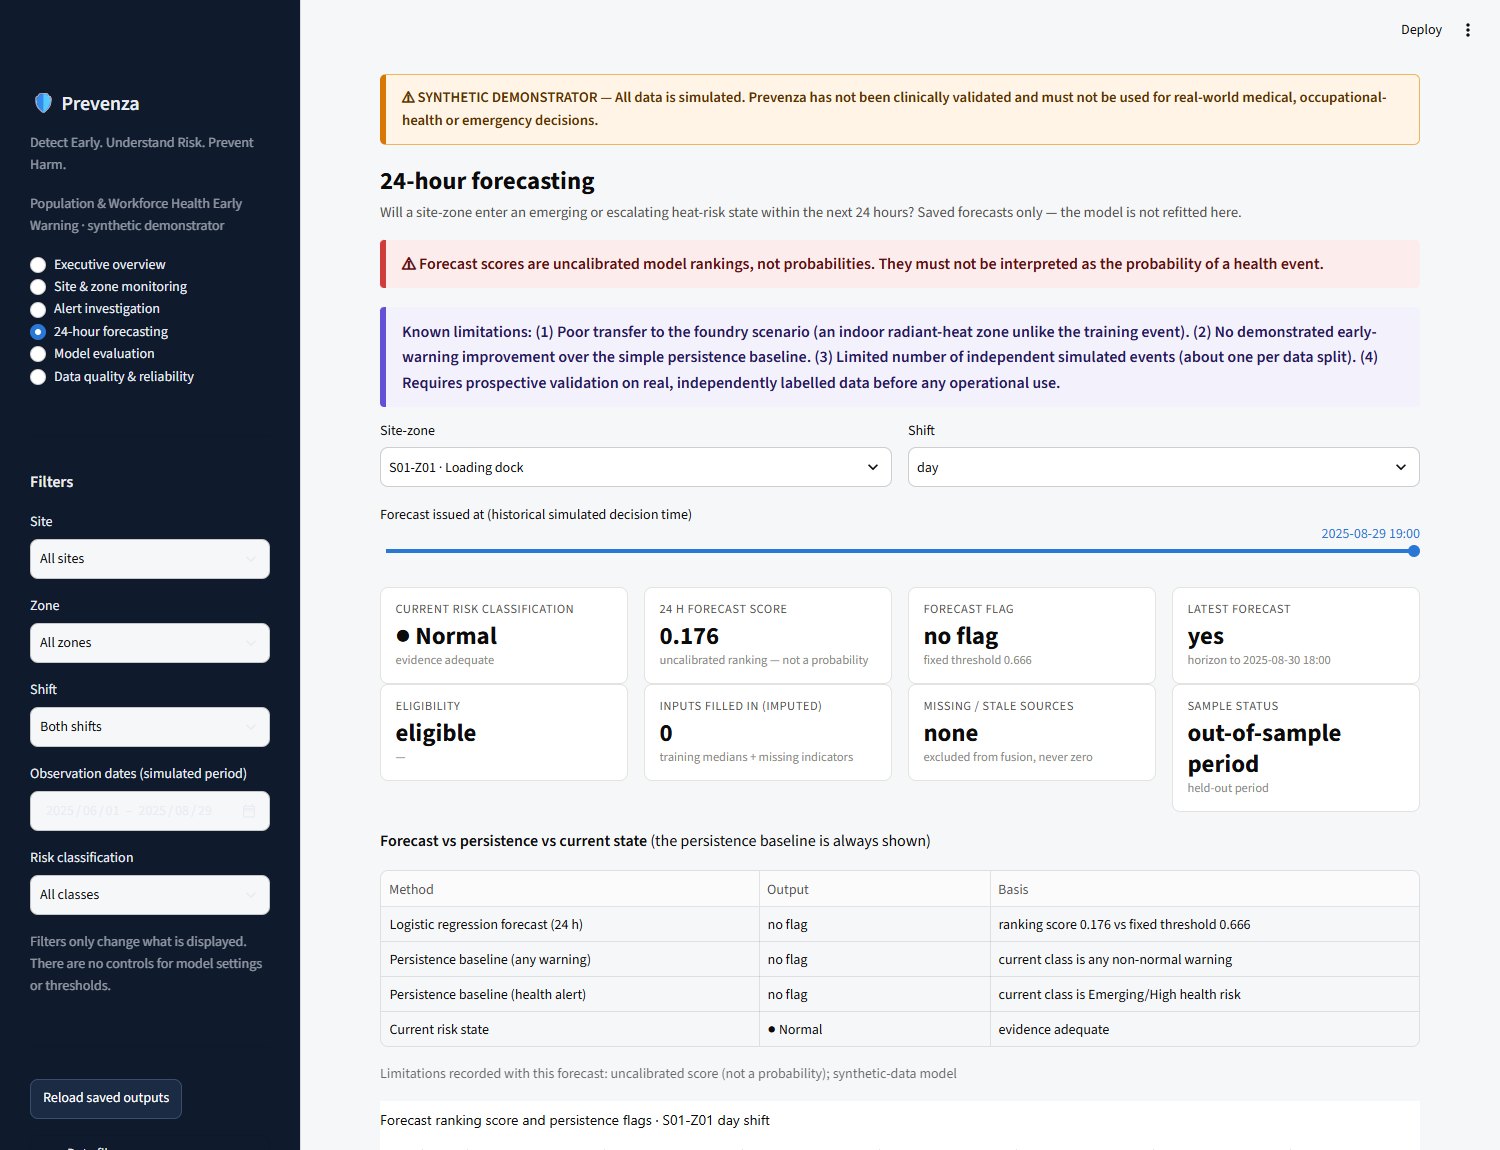 Deploy
Prevenza
Detect Early. Understand Risk. Prevent
Harm.
Population & Workforce Health Early
Warning · synthetic demonstrator
Executive overview
Site & zone monitoring
Alert investigation
24-hour forecasting
Model evaluation
Data quality & reliability
Filters
Site
All sites
Zone
All zones
Shift
Both shifts
Observation dates (simulated period)
2025/06/01 – 2025/08/29
Risk classification
All classes
Filters only change what is displayed.
There are no controls for model settings
or thresholds.
Reload saved outputs
⚠ SYNTHETIC DEMONSTRATOR — All data is simulated. Prevenza has not been clinically validated and must not be used for real-world medical, occupational-
health or emergency decisions.
24-hour forecasting
Will a site-zone enter an emerging or escalating heat-risk state within the next 24 hours? Saved forecasts only — the model is not refitted here.
⚠ Forecast scores are uncalibrated model rankings, not probabilities. They must not be interpreted as the probability of a health event.
Known limitations: (1) Poor transfer to the foundry scenario (an indoor radiant-heat zone unlike the training event). (2) No demonstrated early-
warning improvement over the simple persistence baseline. (3) Limited number of independent simulated events (about one per data split). (4)
Requires prospective validation on real, independently labelled data before any operational use.
Site-zone
S01-Z01 · Loading dock
Shift
day
Forecast issued at (historical simulated decision time)
2025-08-29 19:00
CURRENT RISK CLASSIFICATION
● Normal
evidence adequate
24 H FORECAST SCORE
0.176
uncalibrated ranking — not a probability
FORECAST FLAG
no flag
fixed threshold 0.666
LATEST FORECAST
yes
horizon to 2025-08-30 18:00
ELIGIBILITY
eligible
—
INPUTS FILLED IN (IMPUTED)
0
training medians + missing indicators
MISSING / STALE SOURCES
none
excluded from fusion, never zero
SAMPLE STATUS
out-of-sample
period
held-out period
Forecast vs persistence vs current state (the persistence baseline is always shown)
Method Output Basis
Logistic regression forecast (24 h) no flag ranking score 0.176 vs fixed threshold 0.666
Persistence baseline (any warning) no flag current class is any non-normal warning
Persistence baseline (health alert) no flag current class is Emerging/High health risk
Current risk state ● Normal evidence adequate
Limitations recorded with this forecast: uncalibrated score (not a probability); synthetic-data model
Forecast ranking score and persistence flags · S01-Z01 day shift